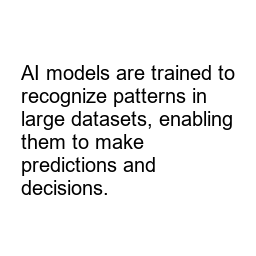 AI models are trained to
recognize patterns in
large datasets, enabling
them to make
predictions and
decisions.